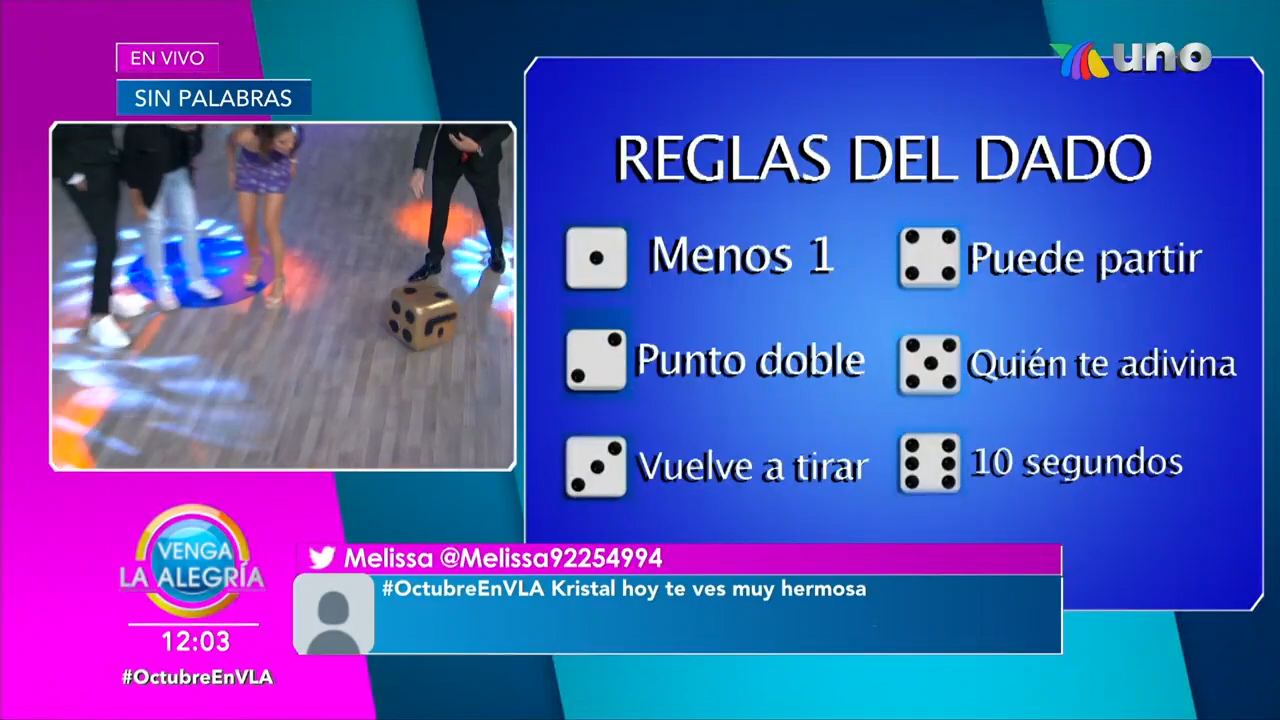 EN VIVO
SIN PALABRAS
uno
REGLAS DEL DADO
Menos 1
Puede partir
Punto doble
Quién te adivina
Vuelve a tirar
10 segundos
Melissa @Melissa92254994
#OctubreEnVLA Kristal hoy te ves muy hermosa
VENGA
LA ALEGRÍA
12:03
#OctubreEnVLA